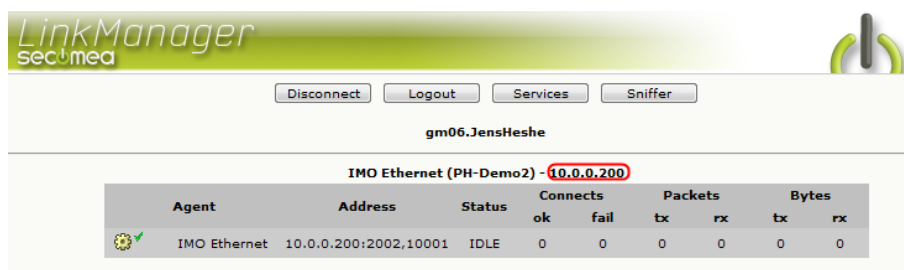 LinkManager
secomea
Disconnect Logout Services Sniffer
gm06.JensHeshe
IMO Ethernet (PH-Demo2) - 10.0.0.200
Agent Address Status Connects Packets Bytes
ok fail tx rx tx rx
IMO Ethernet 10.0.0.200:2002,10001 IDLE 0 0 0 0 0 0